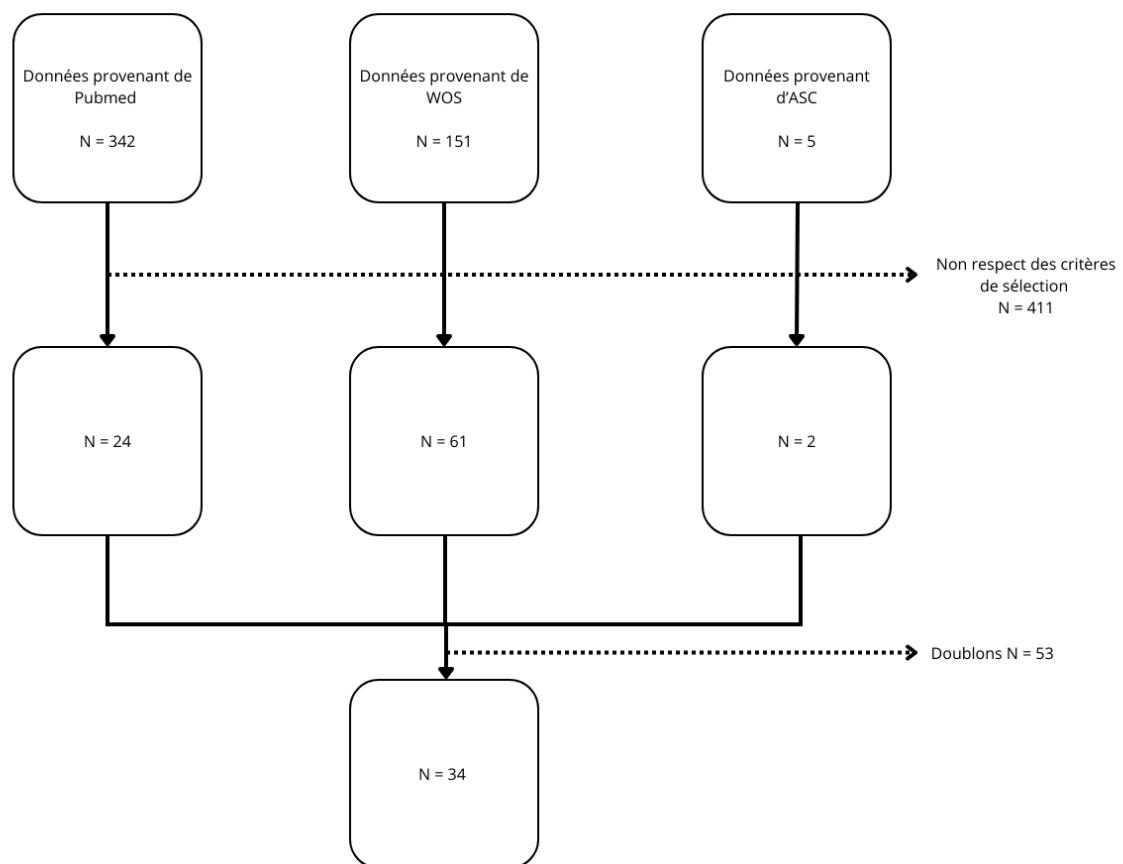 Données provenant de
Pubmed
N = 342
Données provenant de
WOS
N = 151
Données provenant
d’ASC
N = 5
Non respect des critères
de sélection
N = 411
N = 24
N = 61
N = 2
Doublons N = 53
N = 34